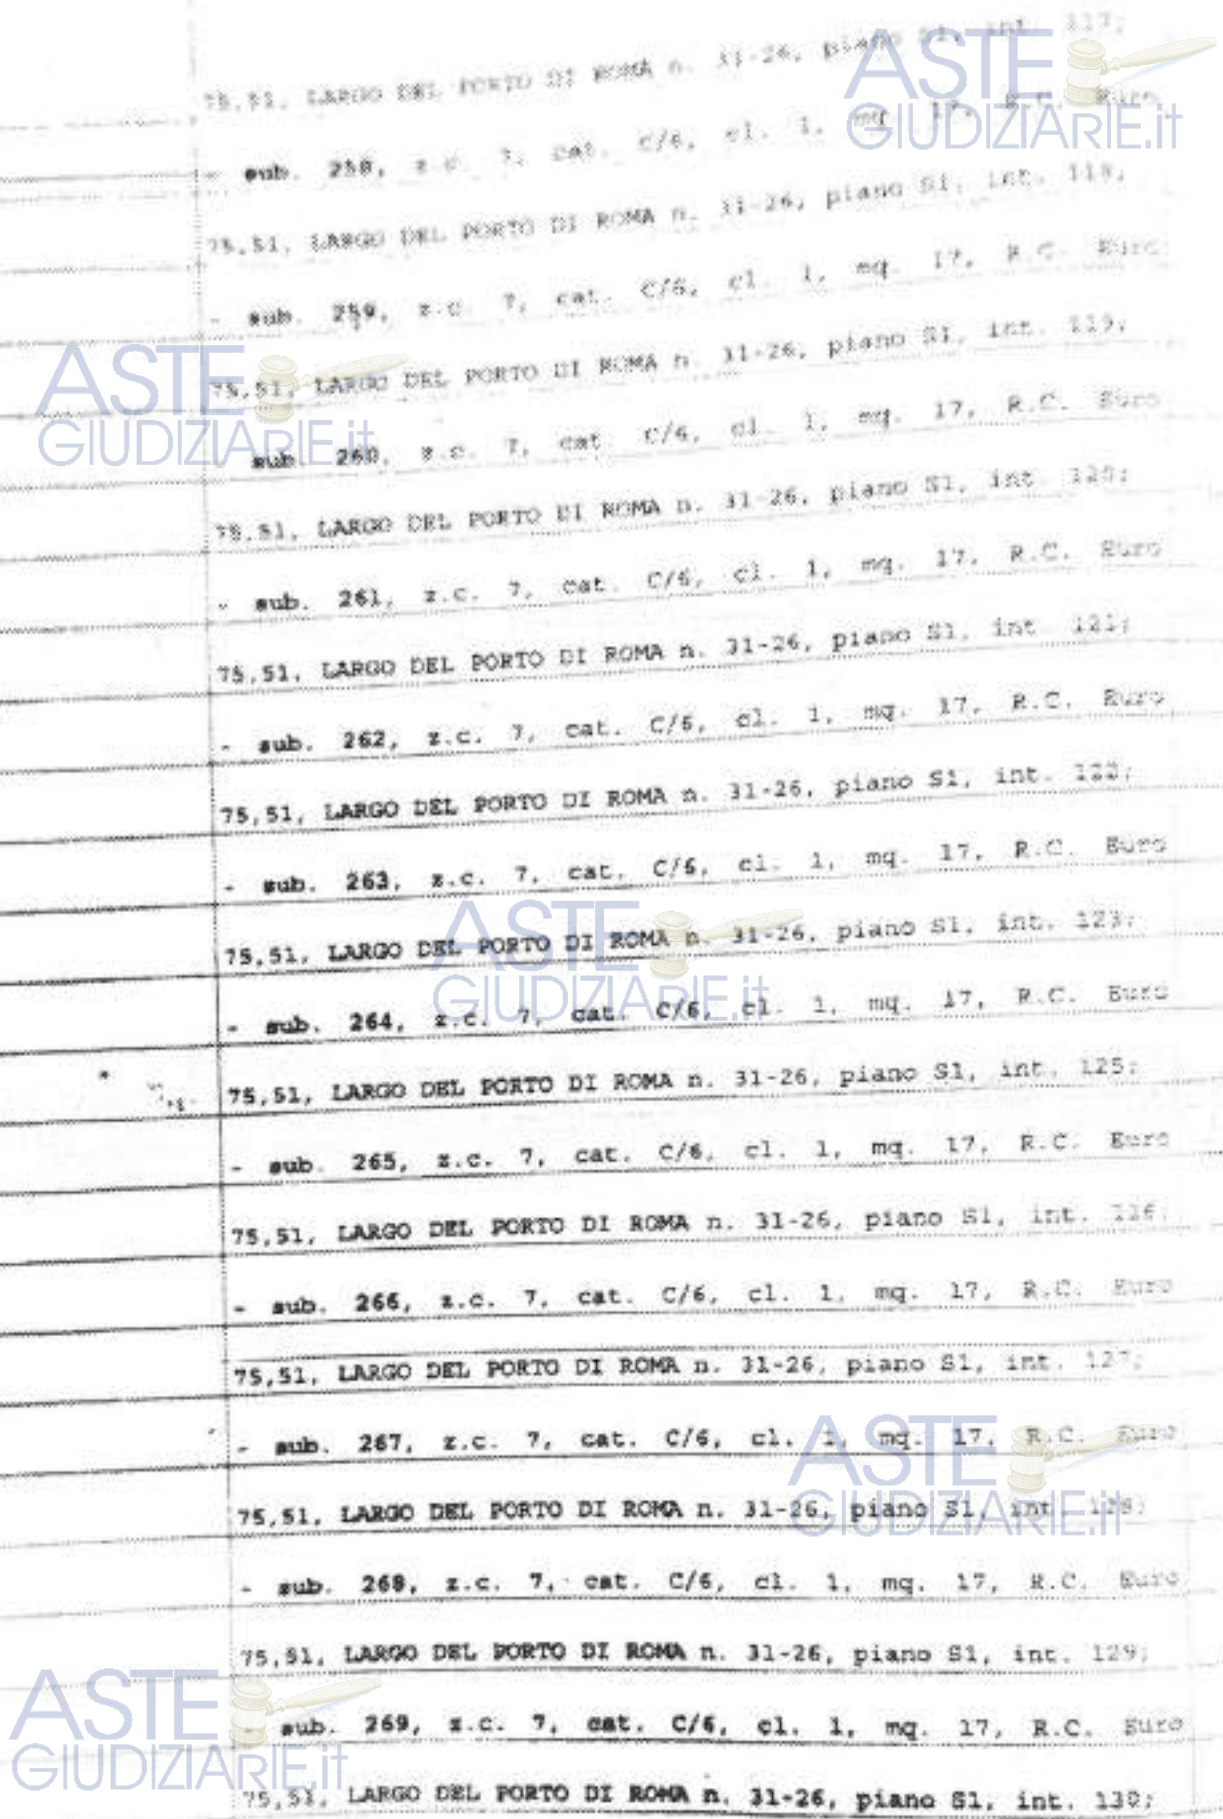 75,51, LARGO DEL PORTO DI ROMA n. 31-26, piano S1, int. 117;
- sub. 258, z.c. 7, cat. C/6, cl. 1, mq. 17, R.C. Euro
75,51, LARGO DEL PORTO DI ROMA n. 31-26, piano S1, int. 118;
- sub. 259, z.c. 7, cat. C/6, cl. 1, mq. 17, R.C. Euro
75,51, LARGO DEL PORTO DI ROMA n. 31-26, piano S1, int. 119;
sub. 260, z.c. 7, cat. C/6, cl. 1, mq. 17, R.C. Euro
75,51, LARGO DEL PORTO DI ROMA n. 31-26, piano S1, int. 120;
- sub. 261, z.c. 7, cat. C/6, cl. 1, mq. 17, R.C. Euro
75,51, LARGO DEL PORTO DI ROMA n. 31-26, piano S1, int. 121;
- sub. 262, z.c. 7, cat. C/6, cl. 1, mq. 17, R.C. Euro
75,51, LARGO DEL PORTO DI ROMA n. 31-26, piano S1, int. 122;
- sub. 263, z.c. 7, cat. C/6, cl. 1, mq. 17, R.C. Euro
75,51, LARGO DEL PORTO DI ROMA n. 31-26, piano S1, int. 123;
- sub. 264, z.c. 7, cat. C/6, cl. 1, mq. 17, R.C. Euro
75,51, LARGO DEL PORTO DI ROMA n. 31-26, piano S1, int. 125;
- sub. 265, z.c. 7, cat. C/6, cl. 1, mq. 17, R.C. Euro
75,51, LARGO DEL PORTO DI ROMA n. 31-26, piano S1, int. 126;
- sub. 266, z.c. 7, cat. C/6, cl. 1, mq. 17, R.C. Euro
75,51, LARGO DEL PORTO DI ROMA n. 31-26, piano S1, int. 127;
- sub. 267, z.c. 7, cat. C/6, cl. 1, mq. 17, R.C. Euro
75,51, LARGO DEL PORTO DI ROMA n. 31-26, piano S1, int. 128;
- sub. 268, z.c. 7, cat. C/6, cl. 1, mq. 17, R.C. Euro
75,51, LARGO DEL PORTO DI ROMA n. 31-26, piano S1, int. 129;
- sub. 269, z.c. 7, cat. C/6, cl. 1, mq. 17, R.C. Euro
75,51, LARGO DEL PORTO DI ROMA n. 31-26, piano S1, int. 130;
ASTE
GIUDIZIARIE.it
ASTE
GIUDIZIARIE.it
ASTE
GIUDIZIARIE.it
ASTE
GIUDIZIARIE.it
ASTE
GIUDIZIARIE.it